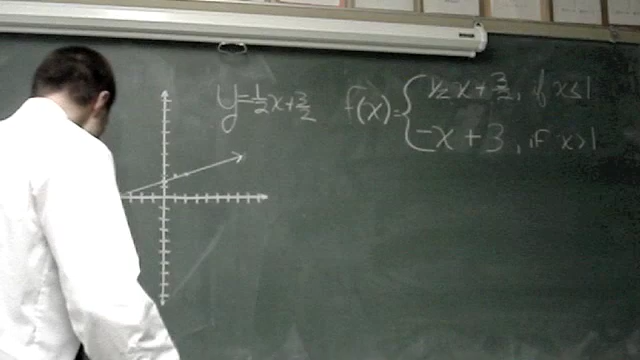 y=1/2x+3/2
f(x)={ 1/2x+3/2, if x≤1
-x+3, if x>1